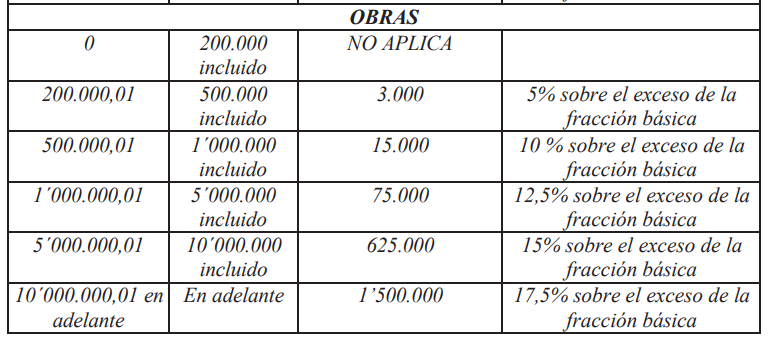 OBRAS
0 200.000 NO APLICA
incluido
200.000,01 500.000 3.000 5% sobre el exceso de la
incluido fracción básica
500.000,01 1´000.000 15.000 10 % sobre el exceso de la
incluido fracción básica
1´000.000,01 5´000.000 75.000 12,5% sobre el exceso de la
incluido fracción básica
5´000.000,01 10´000.000 625.000 15% sobre el exceso de la
incluido fracción básica
10´000.000,01 en En adelante 1’500.000 17,5% sobre el exceso de la
adelante fracción básica